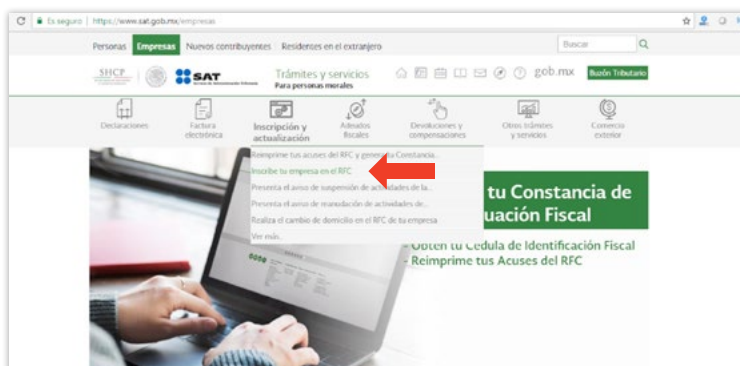 Es seguro | https://www.sat.gob.mx/empresas
Personas Empresas Nuevos contribuyentes Residentes en el extranjero Buscar
SHCP SAT Trámites y servicios gob.mx Buzón Tributario
Para personas morales
Declaraciones Factura electrónica Inscripción y actualización Adeudos fiscales Devoluciones y compensaciones Otros trámites y servicios Comercio exterior
Reimprime tus acuses del RFC y genera tu Constancia..
Inscribe tu empresa en el RFC
Presenta el aviso de suspensión de actividades de la..
Presenta el aviso de reanudación de actividades de..
Realiza el cambio de domicilio en el RFC de tu empresa
Ver más..
tu Constancia de
uación Fiscal
- Obtén tu Cédula de Identificación Fiscal
- Reimprime tus Acuses del RFC